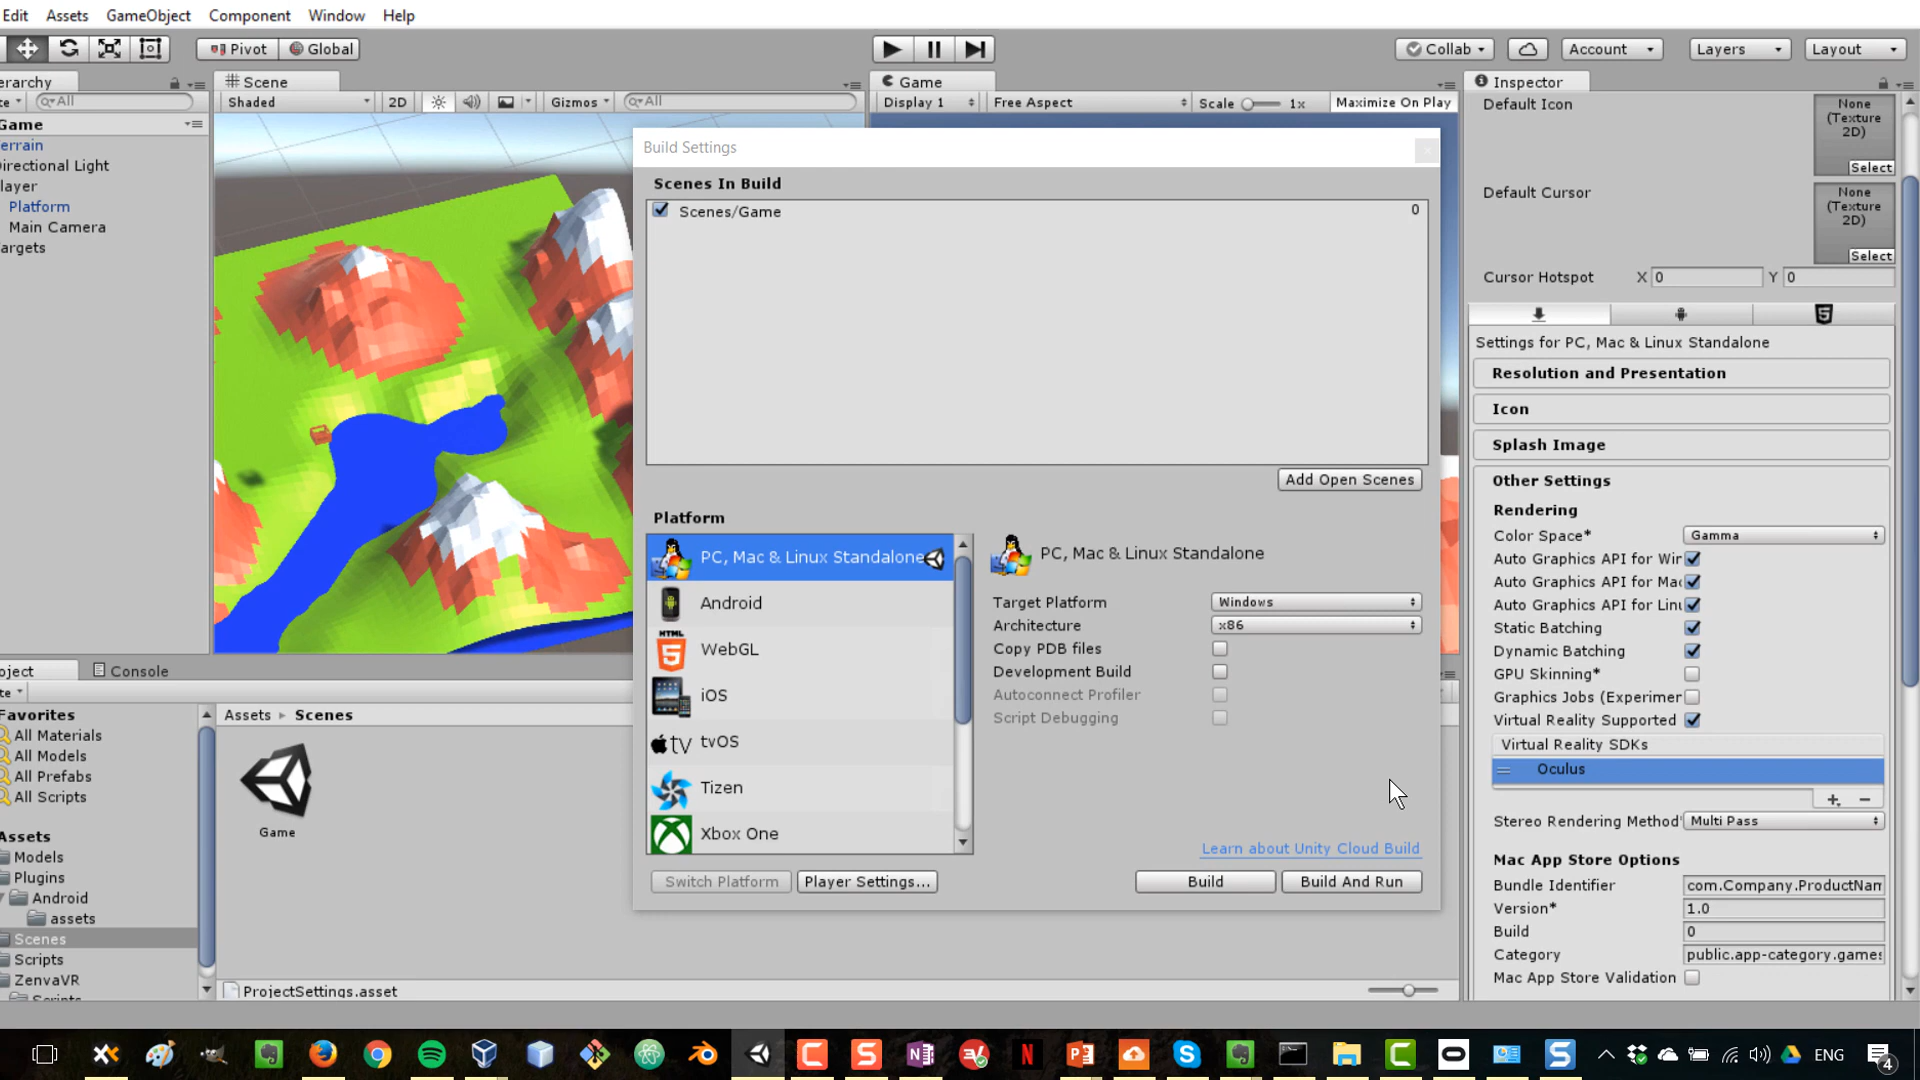 Edit Assets GameObject Component Window Help
Pivot Global Collab Account Layers Layout
erarchy Scene Game Inspector
te All Shaded 2D Gizmos All Display 1 Free Aspect Scale 1x Maximize On Play
Game
errain
irectional Light
layer
Platform
Main Camera
argets
Build Settings
Scenes In Build
Scenes/Game 0
Add Open Scenes
Platform
PC, Mac & Linux Standalone
Android
WebGL
HTML
iOS
tv tvOS
Tizen
Xbox One
PC, Mac & Linux Standalone
Target Platform Windows
Architecture x86
Copy PDB files
Development Build
Autoconnect Profiler
Script Debugging
Learn about Unity Cloud Build
Switch Platform Player Settings... Build Build And Run
Default Icon
None
(Texture
2D)
Select
Default Cursor
None
(Texture
2D)
Select
Cursor Hotspot X 0 Y 0
Settings for PC, Mac & Linux Standalone
Resolution and Presentation
Icon
Splash Image
Other Settings
Rendering
Color Space* Gamma
Auto Graphics API for Wir
Auto Graphics API for Mac
Auto Graphics API for Linu
Static Batching
Dynamic Batching
GPU Skinning*
Graphics Jobs (Experimer
Virtual Reality Supported
Virtual Reality SDKs
Oculus
Stereo Rendering Method* Multi Pass
Mac App Store Options
Bundle Identifier com.Company.ProductNam
Version* 1.0
Build 0
Category public.app-category.games
Mac App Store Validation
oject Console
te
Favorites
All Materials
All Models
All Prefabs
All Scripts
Assets
Models
Plugins
Android
assets
Scenes
Scripts
ZenvaVR
Scripts
Assets Scenes
Game
ProjectSettings.asset
ENG
4